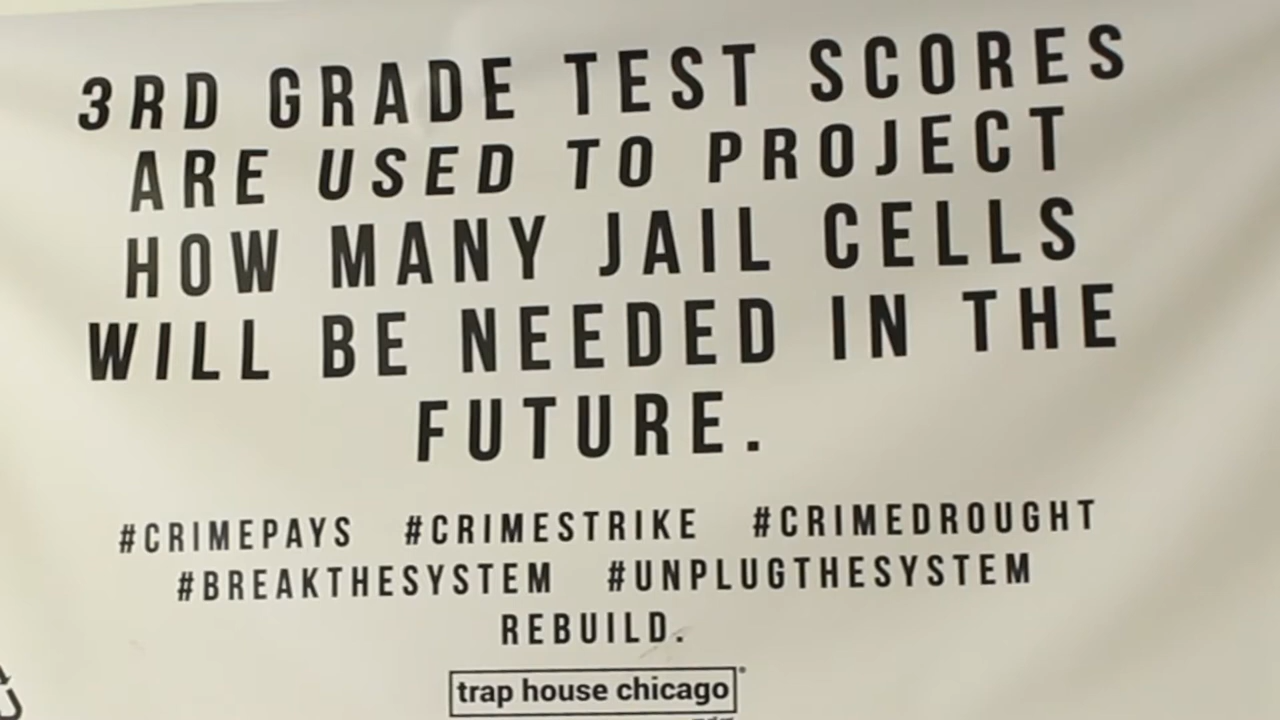 3RD GRADE TEST SCORES
ARE USED TO PROJECT
HOW MANY JAIL CELLS
WILL BE NEEDED IN THE
FUTURE.
#CRIMEPAYS #CRIMESTRIKE #CRIMEDROUGHT
#BREAKTHESYSTEM #UNPLUGTHESYSTEM
REBUILD.
trap house chicago